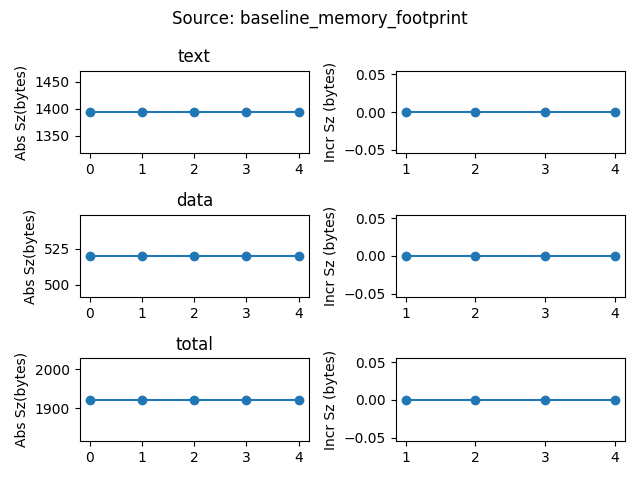 Source: baseline_memory_footprint
text
Abs Sz(bytes)
1450
1400
1350
0 1 2 3 4
Incr Sz (bytes)
0.05
0.00
−0.05
1 2 3 4
data
Abs Sz(bytes)
525
500
0 1 2 3 4
Incr Sz (bytes)
0.05
0.00
−0.05
1 2 3 4
total
Abs Sz(bytes)
2000
1900
0 1 2 3 4
Incr Sz (bytes)
0.05
0.00
−0.05
1 2 3 4